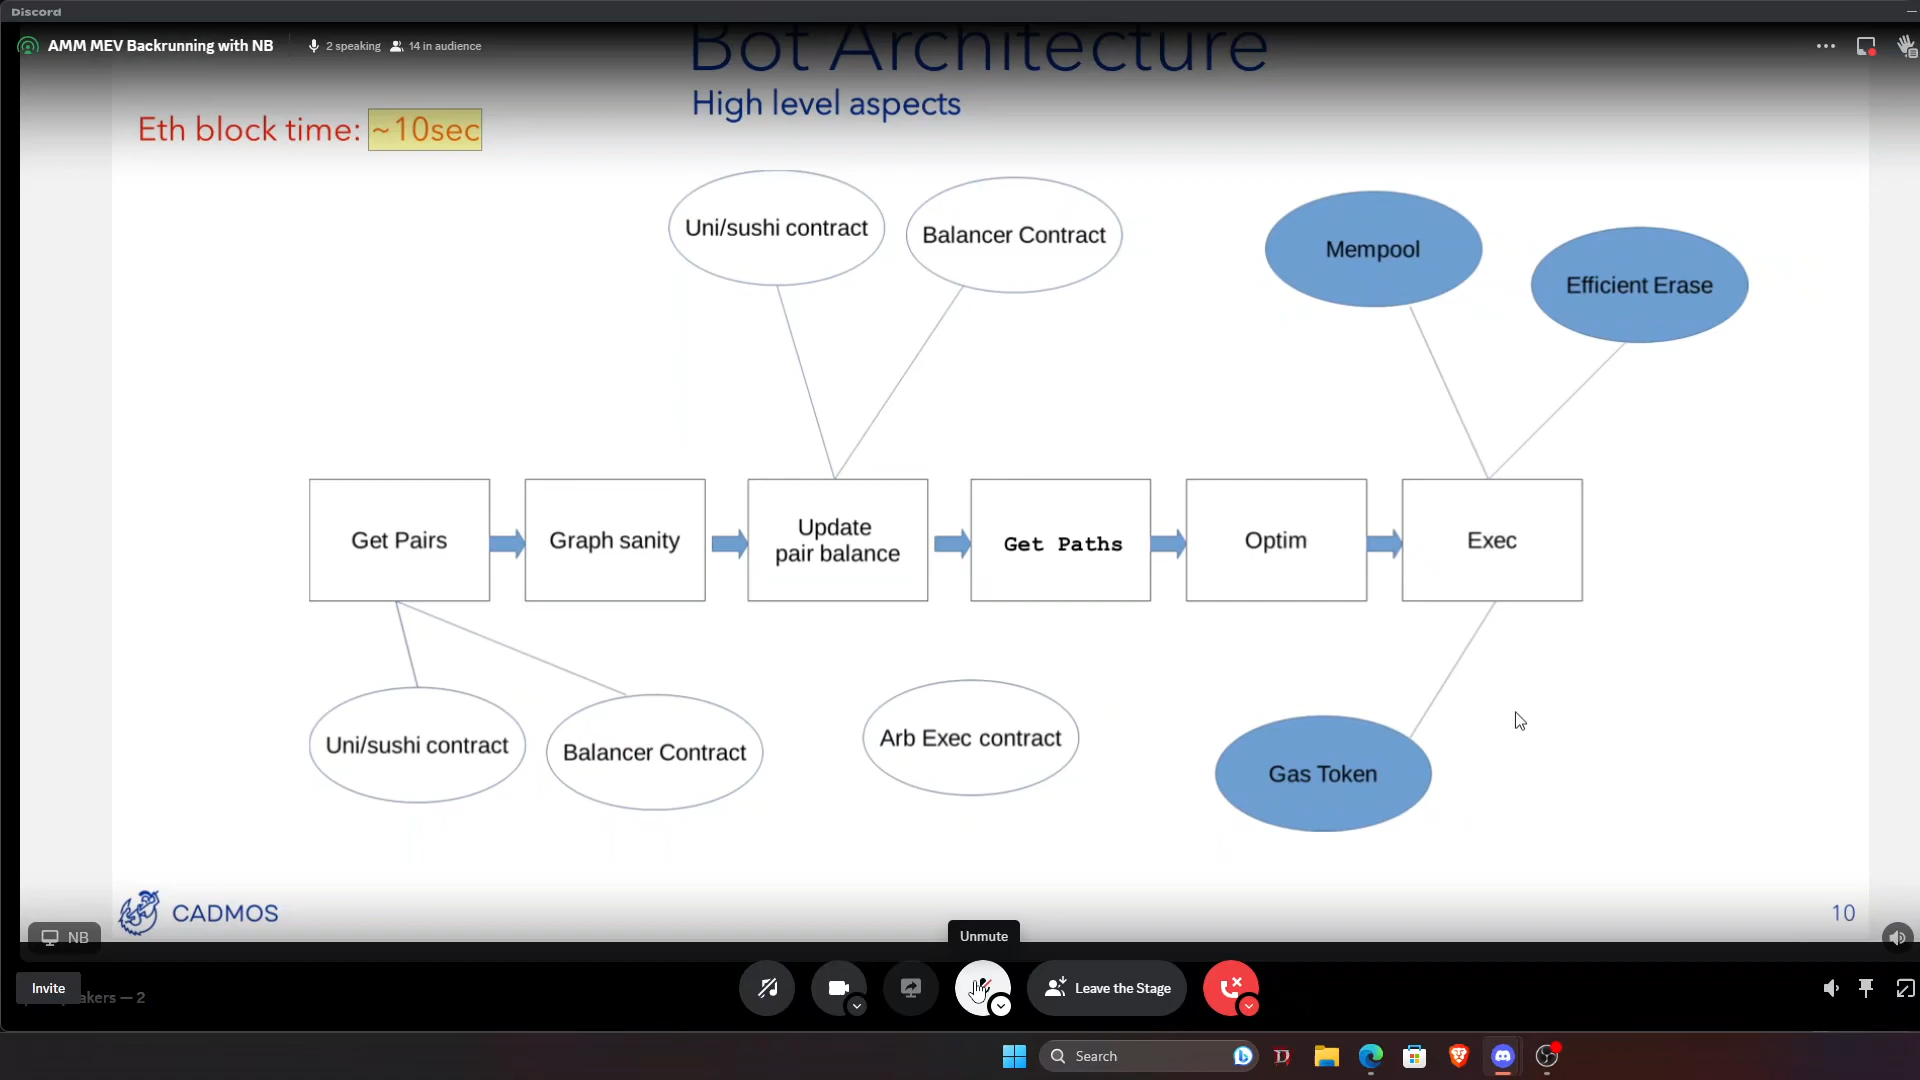 Discord
AMM MEV Backrunning with NB
2 speaking
14 in audience
Bot Architecture
High level aspects
Eth block time: ~10sec
Uni/sushi contract
Balancer Contract
Mempool
Efficient Erase
Get Pairs
Graph sanity
Update
pair balance
Get Paths
Optim
Exec
Uni/sushi contract
Balancer Contract
Arb Exec contract
Gas Token
CADMOS
10
NB
Unmute
Invite
Leave the Stage
Search